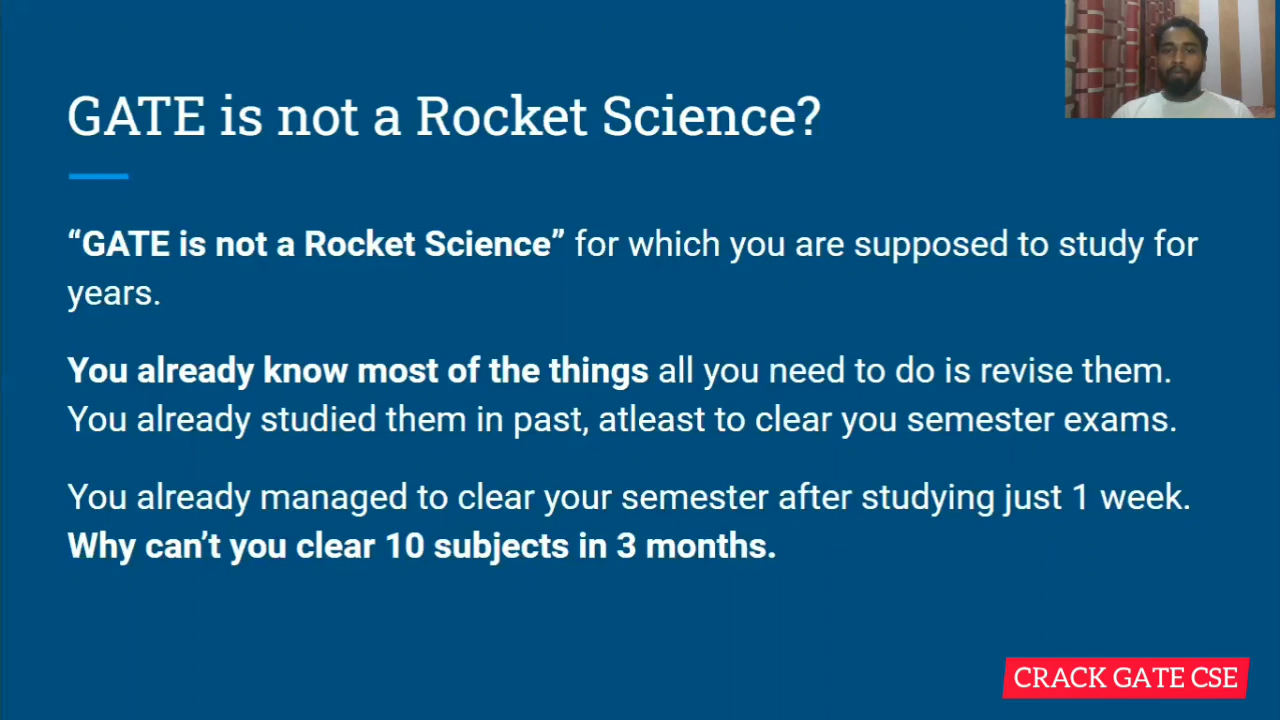 GATE is not a Rocket Science?
“GATE is not a Rocket Science” for which you are supposed to study for
years.
You already know most of the things all you need to do is revise them.
You already studied them in past, atleast to clear you semester exams.
You already managed to clear your semester after studying just 1 week.
Why can’t you clear 10 subjects in 3 months.
CRACK GATE CSE